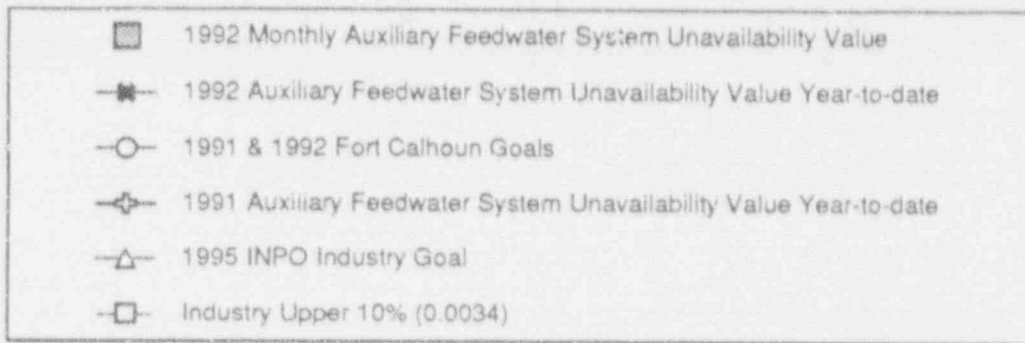 1992 Monthly Auxiliary Feedwater System Unavailability Value
1992 Auxiliary Feedwater System Unavailability Value Year-to-date
1991 & 1992 Fort Calhoun Goals
1991 Auxiliary Feedwater System Unavailability Value Year-to-date
1995 INPO Industry Goal
Industry Upper 10% (0.0034)